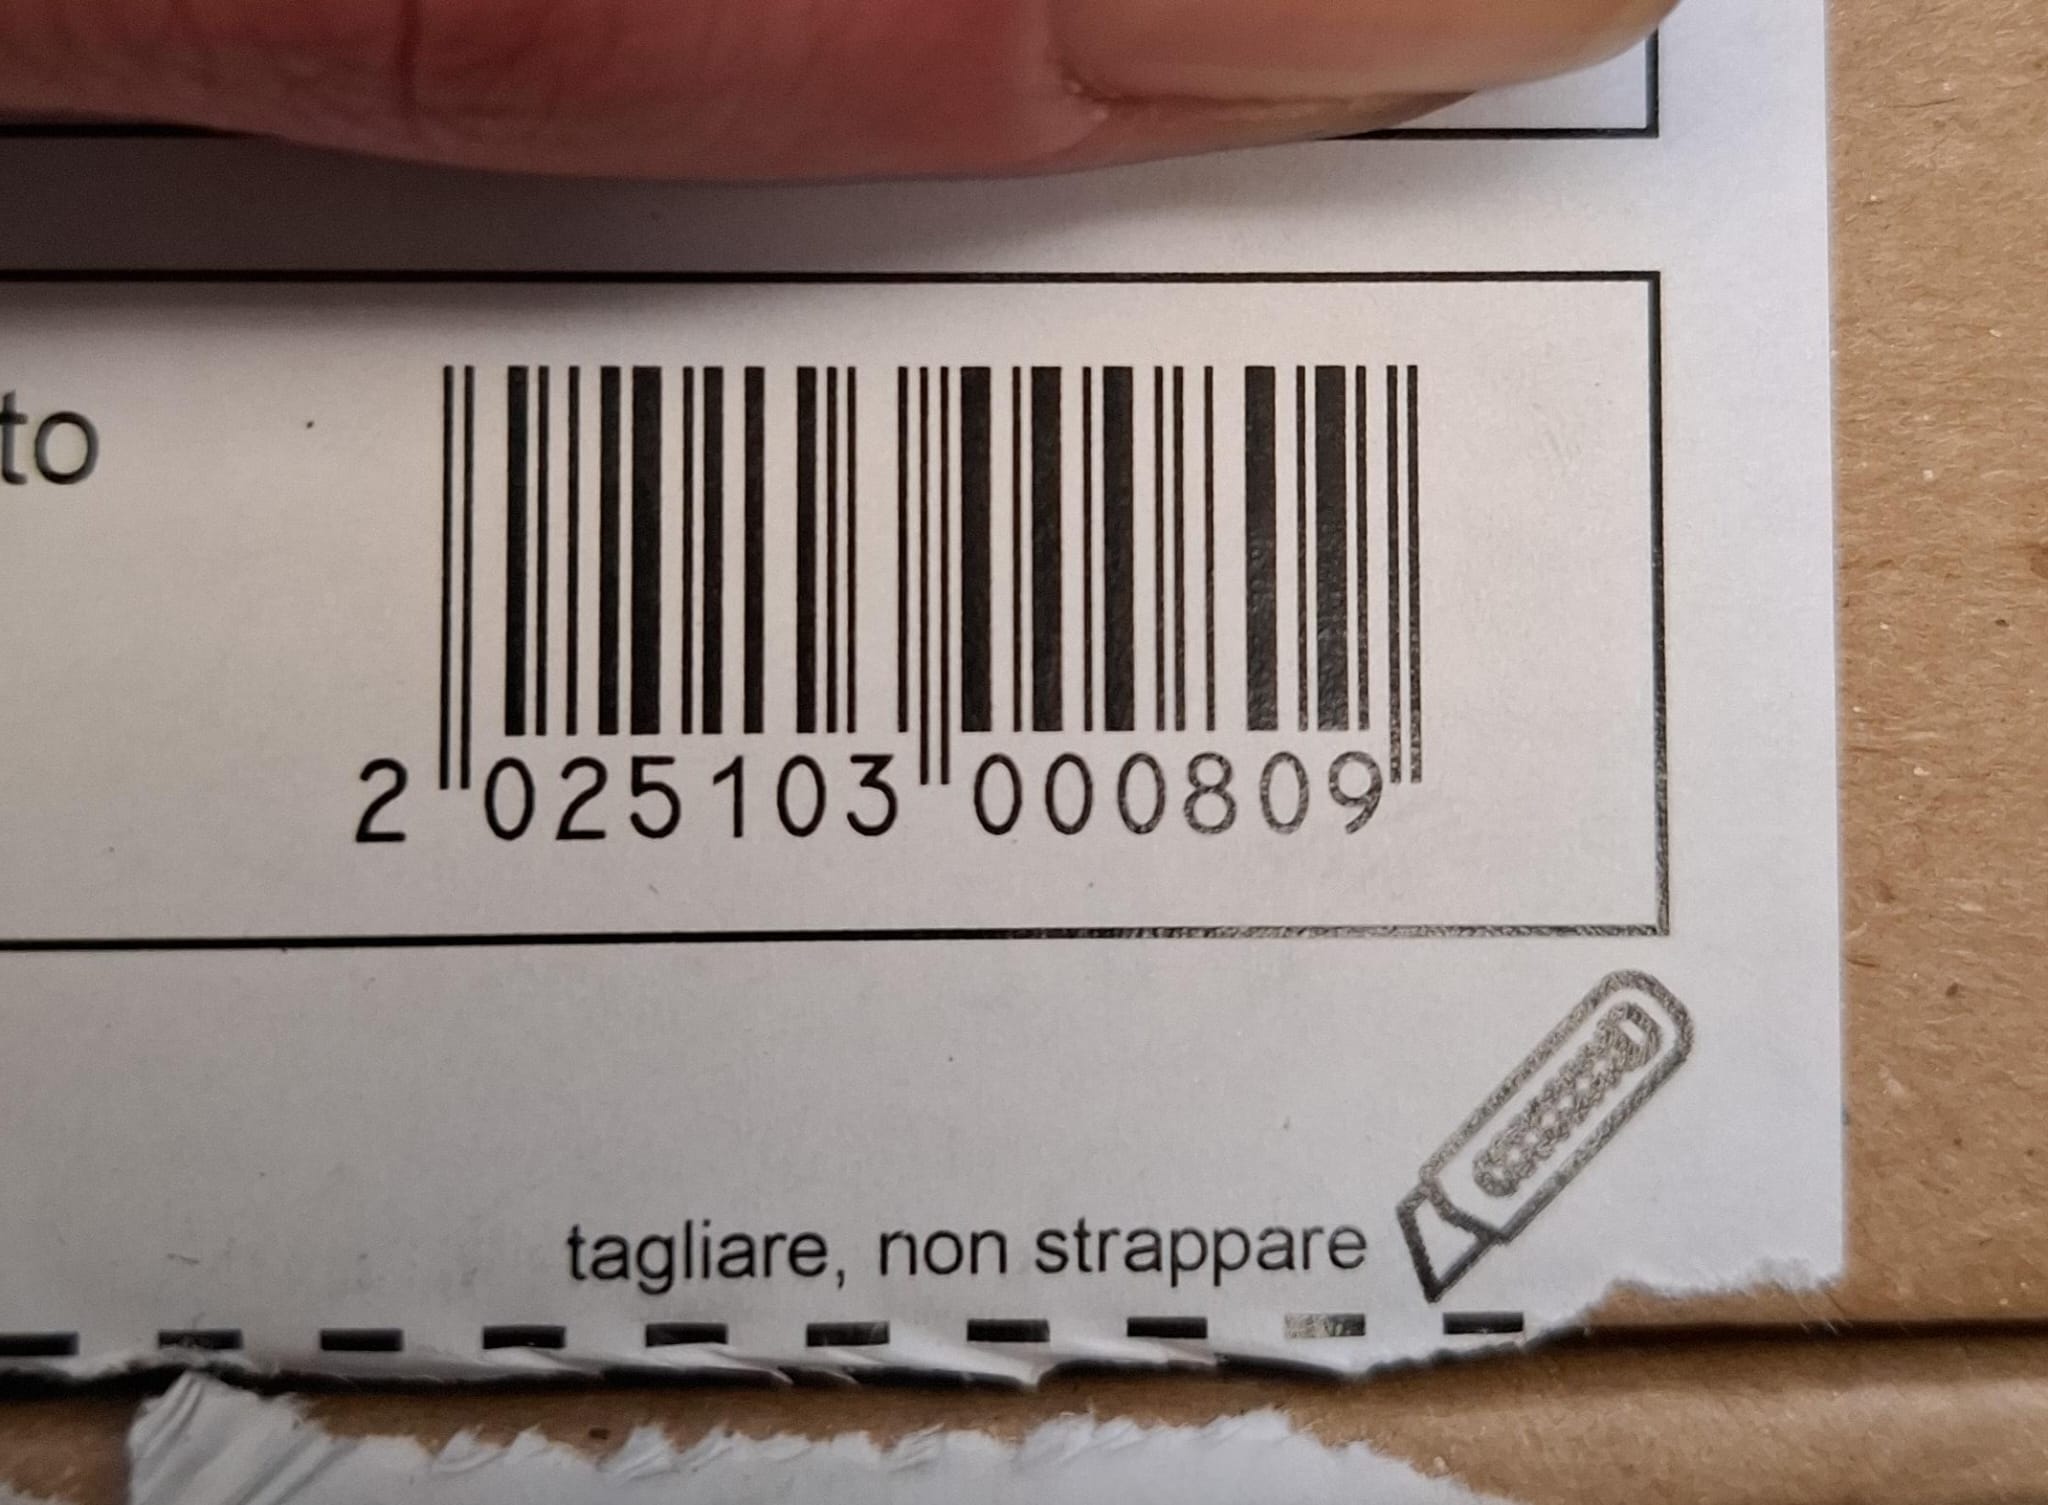 to
2 025103 000809
tagliare, non strappare